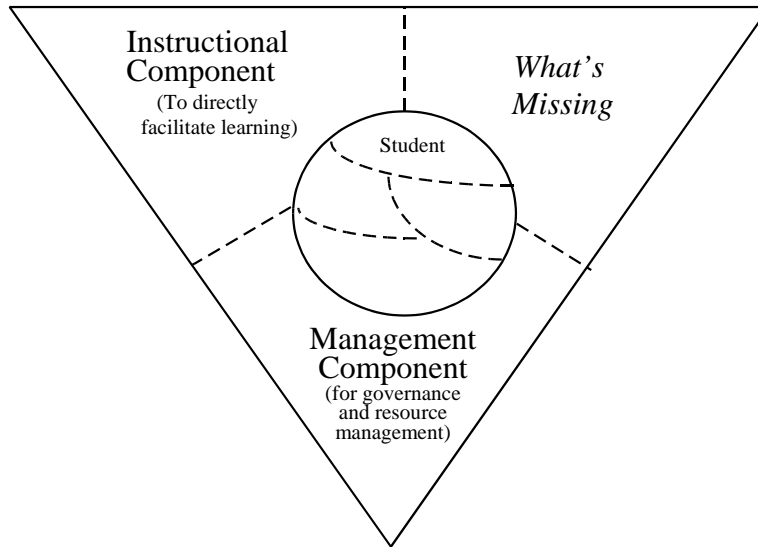 Instructional
Component
(To directly
facilitate learning)
What's
Missing
Student
Management
Component
(for governance
and resource
management)